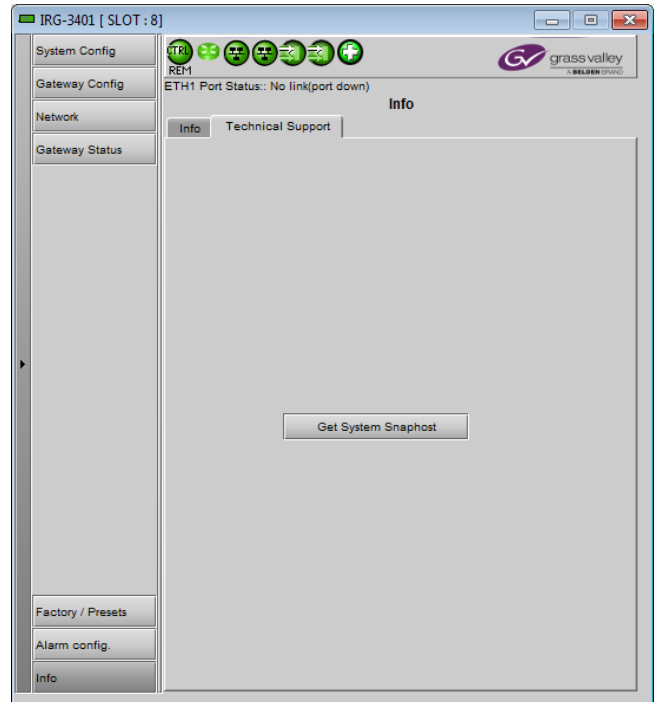 IRG-3401 [ SLOT : 8]
System Config
Gateway Config
Network
Gateway Status
CTRL
REM
grass valley
A BELDEN BRAND
ETH1 Port Status:: No link(port down)
Info
Info
Technical Support
Get System Snaphost
Factory / Presets
Alarm config.
Info